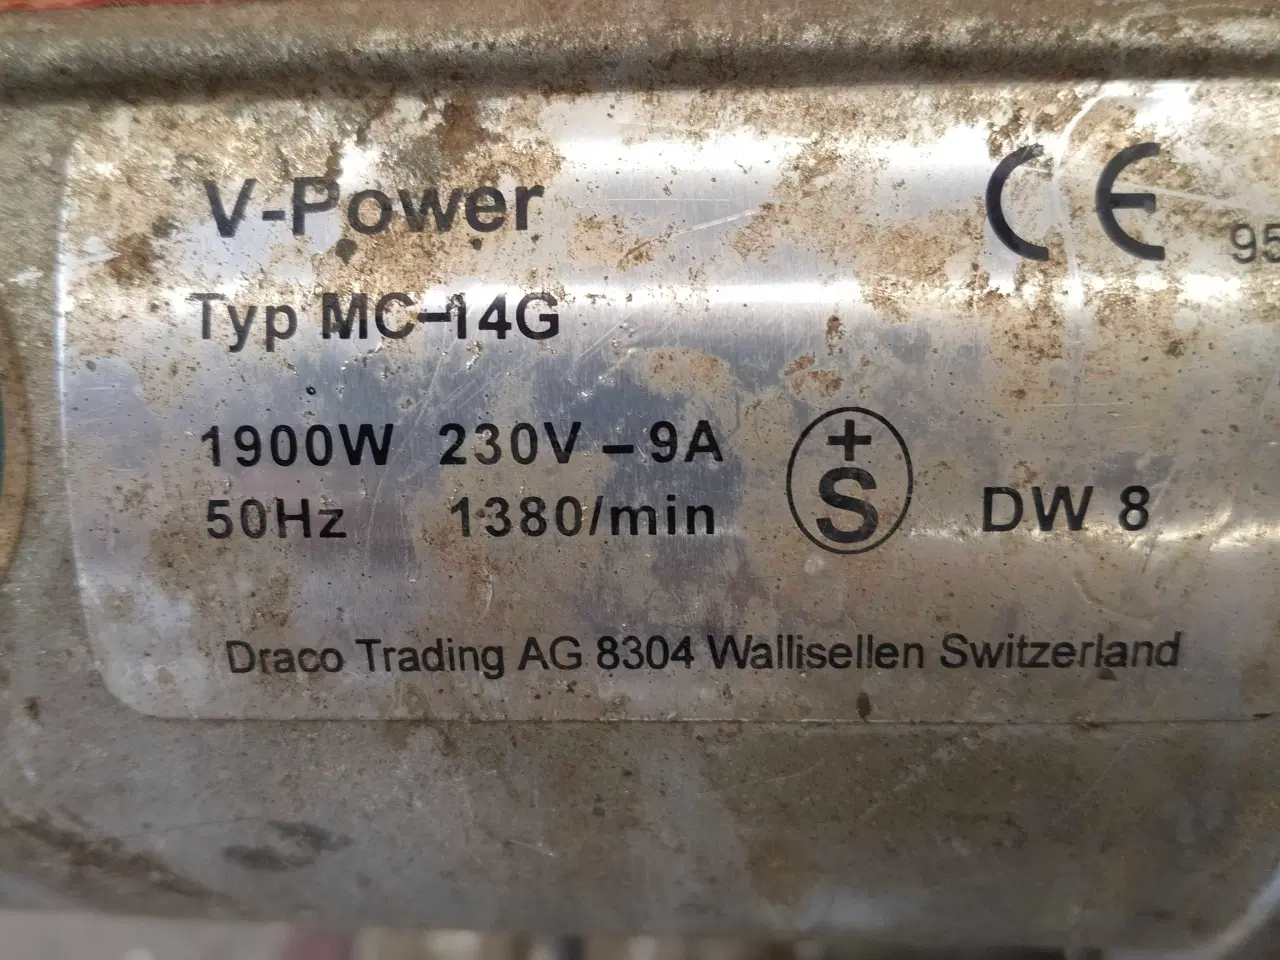 V-Power
CE 95
Typ MC-14G
1900W 230V - 9A
50Hz 1380/min
+S
DW 8
Draco Trading AG 8304 Wallisellen Switzerland